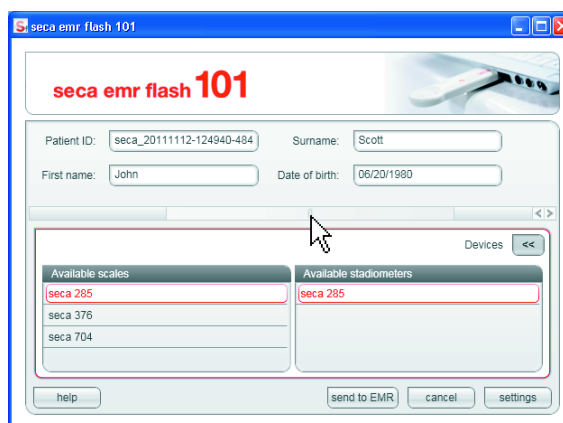 seca emr flash 101
seca emr flash 101
Patient ID: seca_20111112-124940-484 Surname: Scott
First name: John Date of birth: 06/20/1980
< >
Devices <<
Available scales Available stadiometers
seca 285 seca 285
seca 376
seca 704
help send to EMR cancel settings